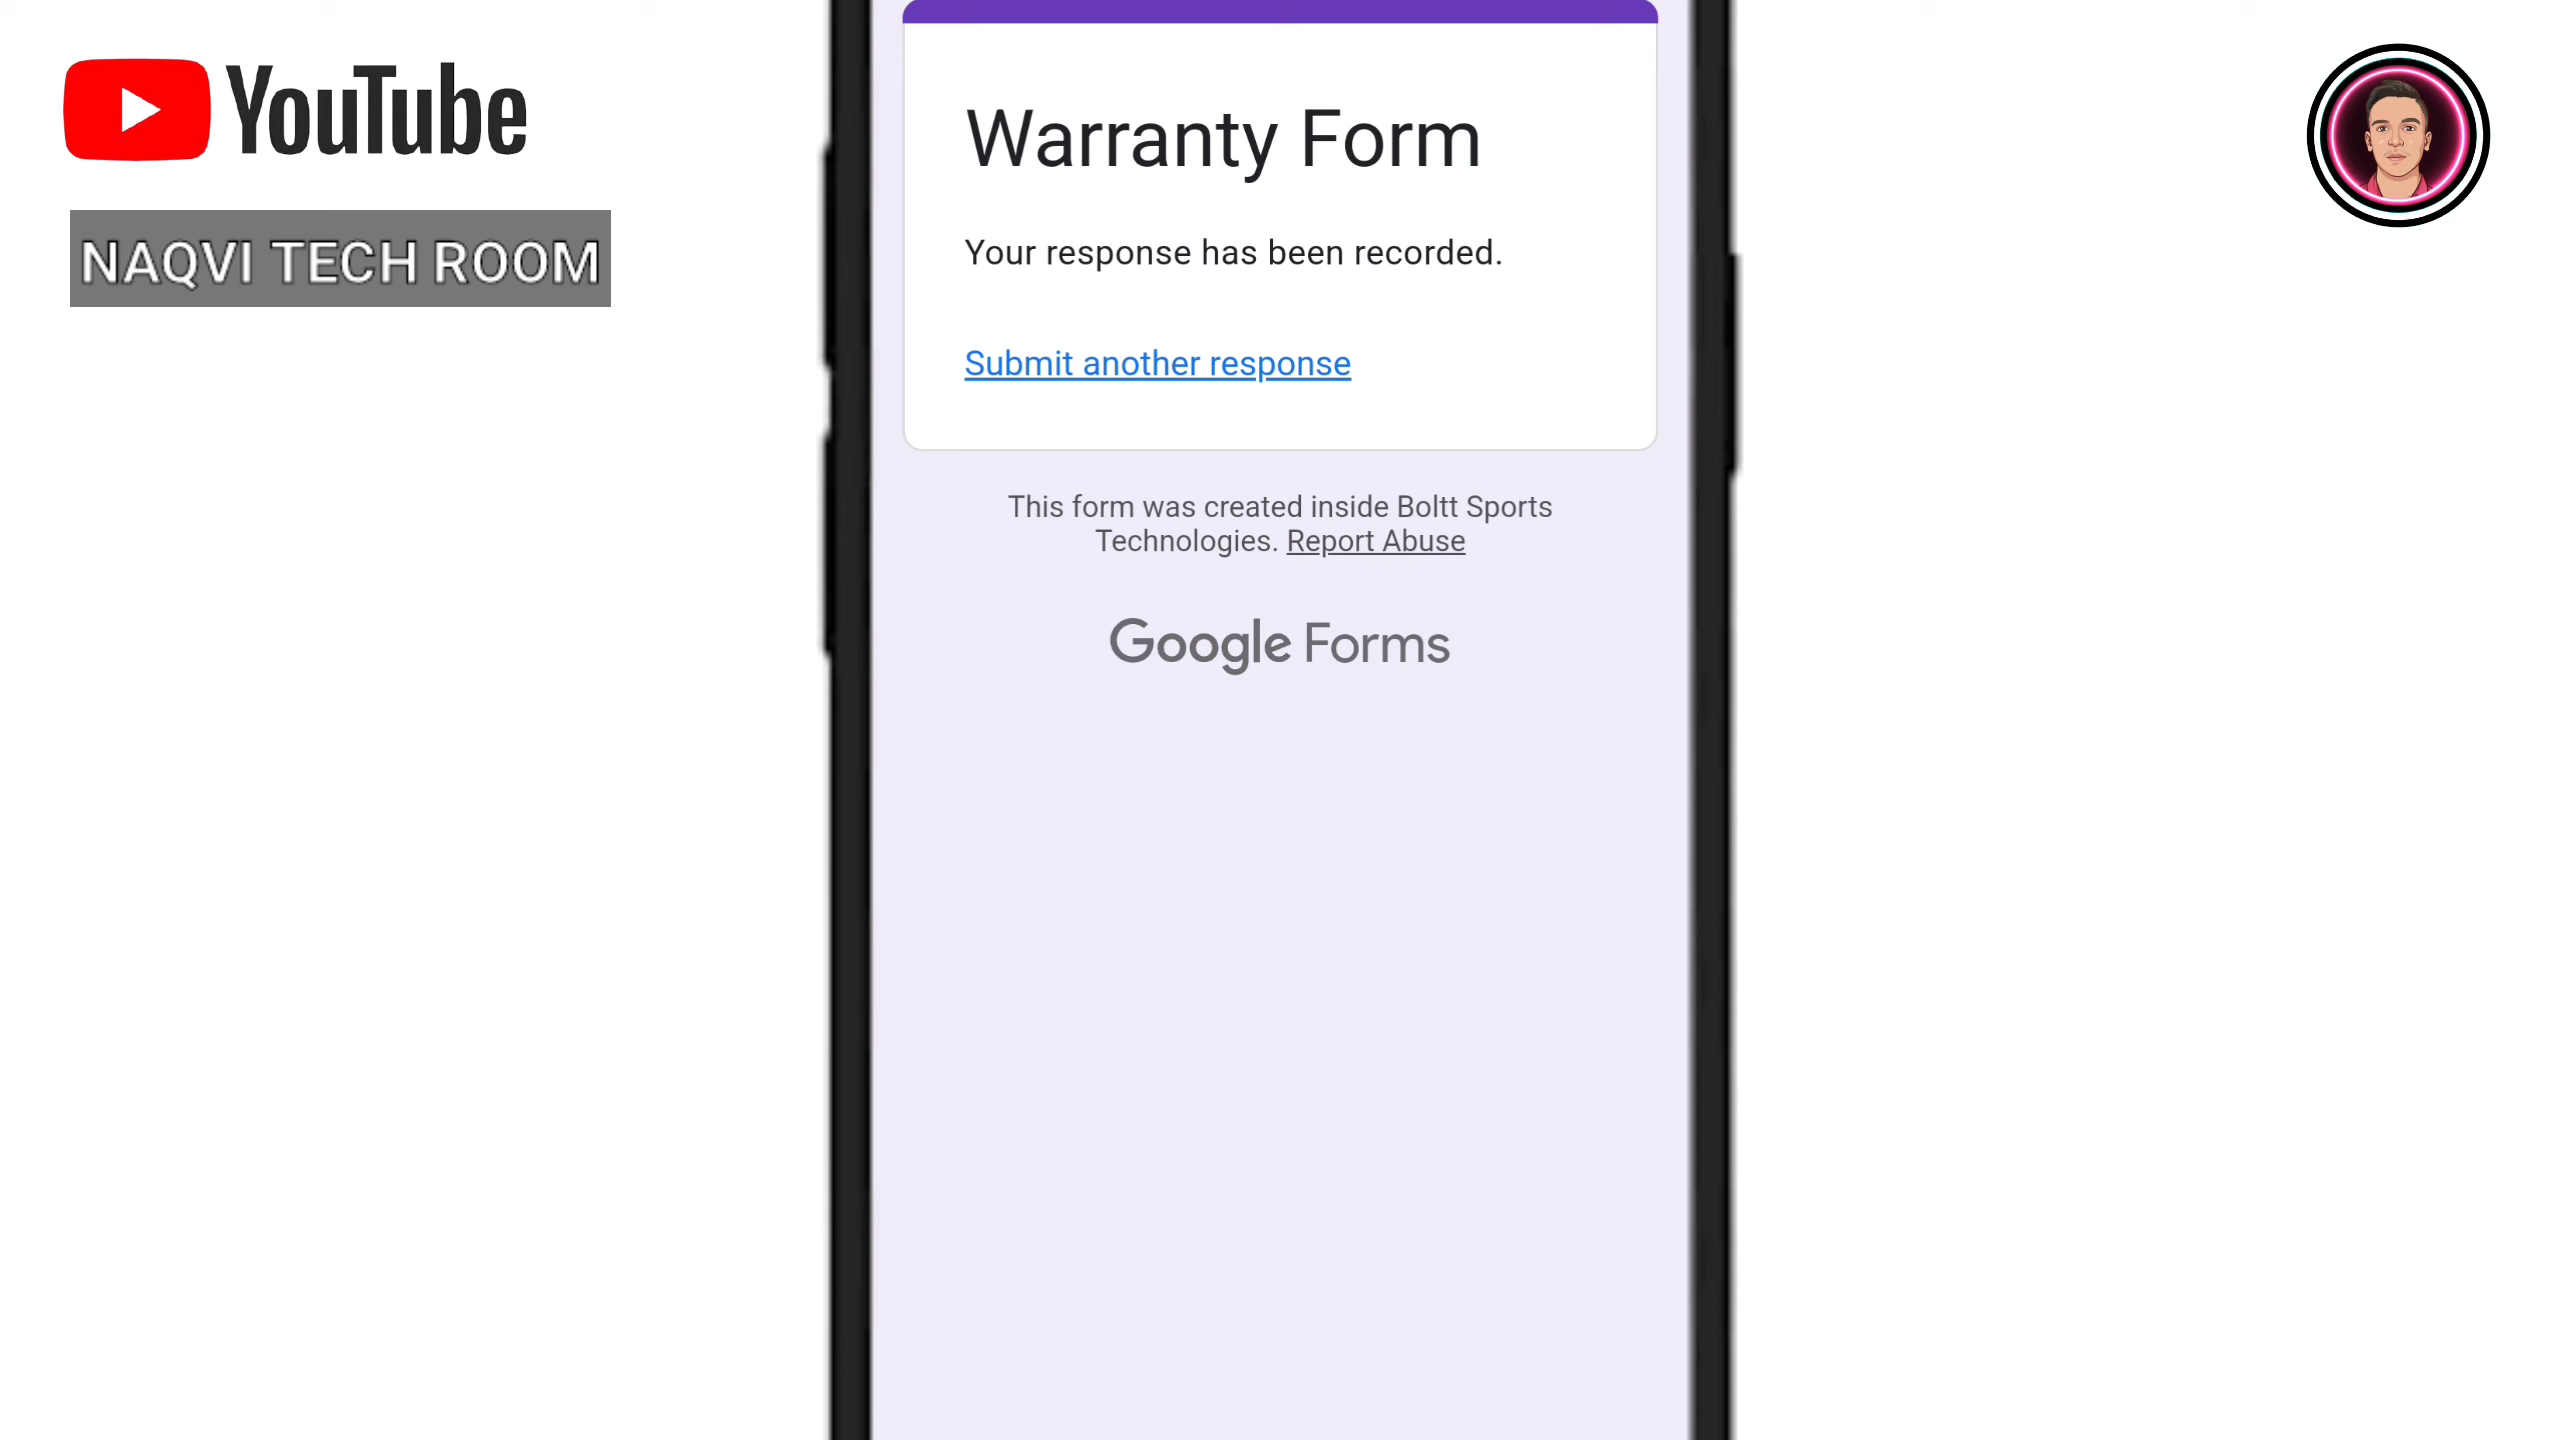 YouTube
NAQVI TECH ROOM
Warranty Form
Your response has been recorded.
Submit another response
This form was created inside Boltt Sports
Technologies. Report Abuse
Google Forms